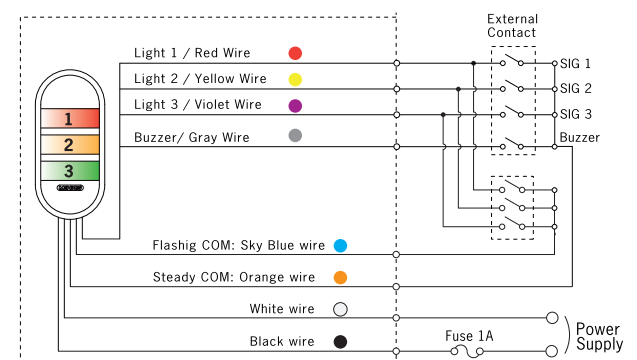 External
Contact
Light 1 / Red Wire
SIG 1
Light 2 / Yellow Wire
SIG 2
Light 3 / Violet Wire
SIG 3
Buzzer/ Gray Wire
Buzzer
1
2
3
Flashig COM: Sky Blue wire
Steady COM: Orange wire
White wire
Black wire
Fuse 1A
Power
Supply